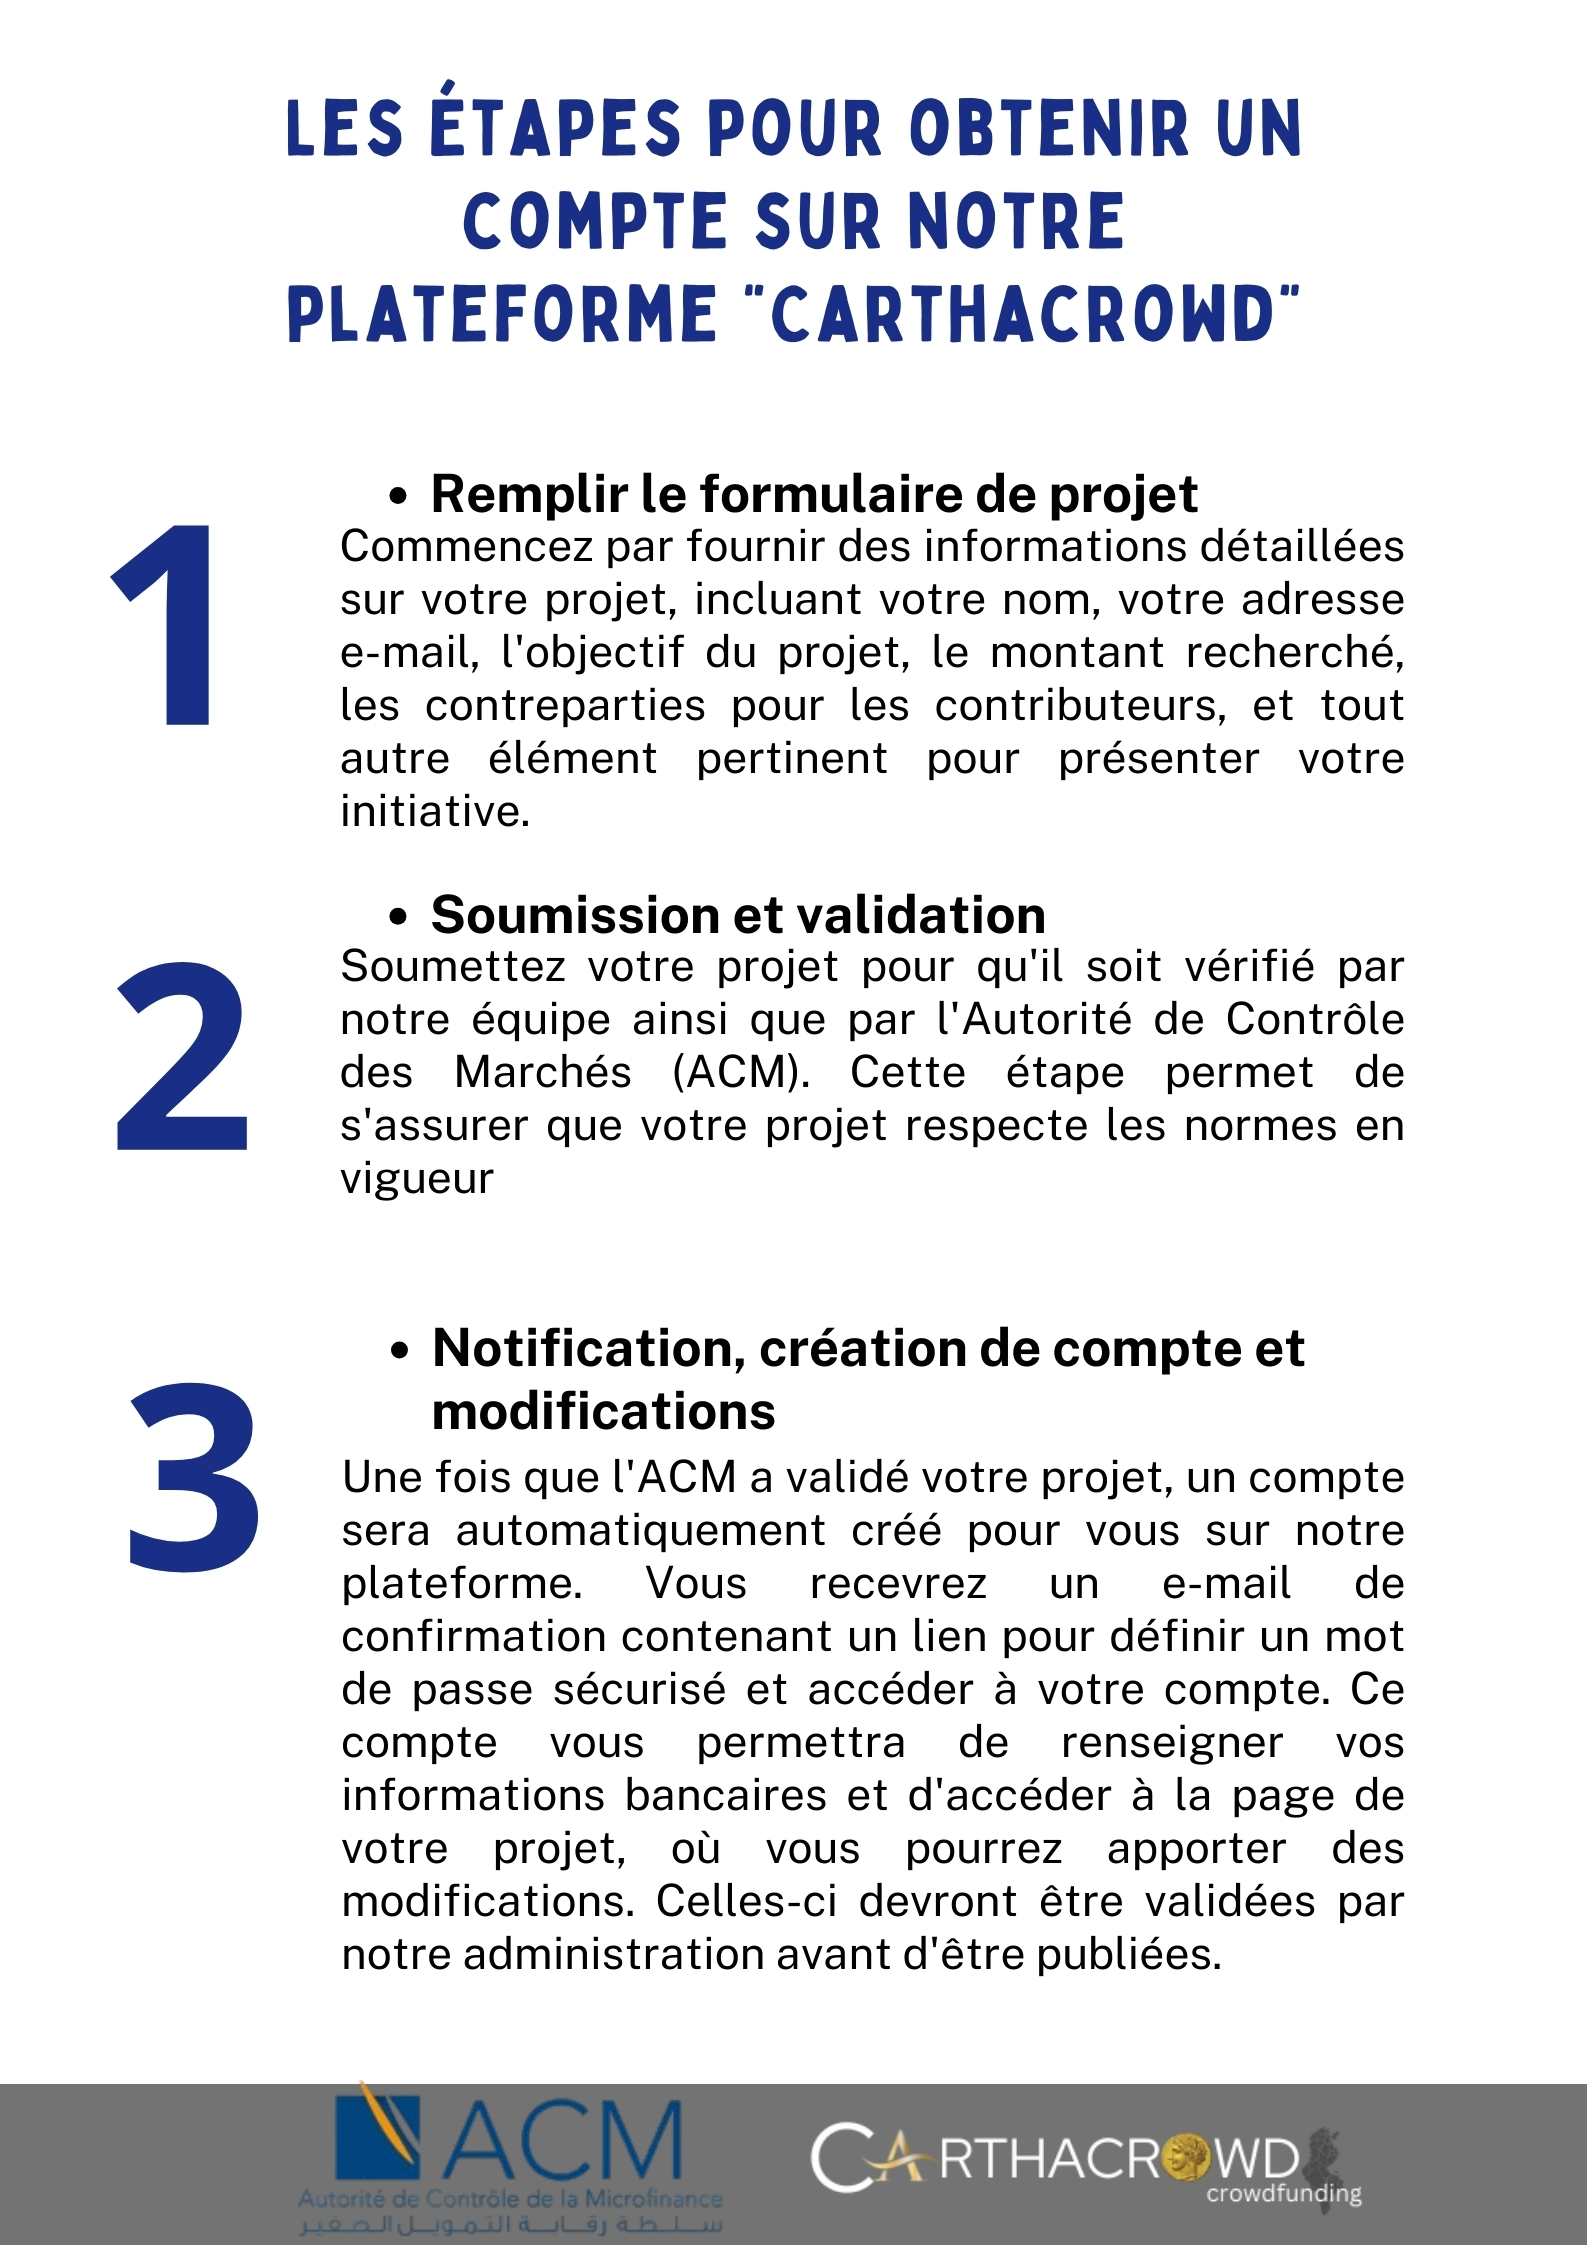 LES ÉTAPES POUR OBTENIR UN
COMPTE SUR NOTRE
PLATEFORME "CARTHACROWD"
1
• Remplir le formulaire de projet
Commencez par fournir des informations détaillées
sur votre projet, incluant votre nom, votre adresse
e-mail, l'objectif du projet, le montant recherché,
les contreparties pour les contributeurs, et tout
autre élément pertinent pour présenter votre
initiative.
2
• Soumission et validation
Soumettez votre projet pour qu'il soit vérifié par
notre équipe ainsi que par l'Autorité de Contrôle
des Marchés (ACM). Cette étape permet de
s'assurer que votre projet respecte les normes en
vigueur
3
• Notification, création de compte et
modifications
Une fois que l'ACM a validé votre projet, un compte
sera automatiquement créé pour vous sur notre
plateforme. Vous recevrez un e-mail de
confirmation contenant un lien pour définir un mot
de passe sécurisé et accéder à votre compte. Ce
compte vous permettra de renseigner vos
informations bancaires et d'accéder à la page de
votre projet, où vous pourrez apporter des
modifications. Celles-ci devront être validées par
notre administration avant d'être publiées.
ACM
Autorité de Contrôle de la Microfinance
سلطة رقابة التمويل الصغير
CARTHACROWD
crowdfunding